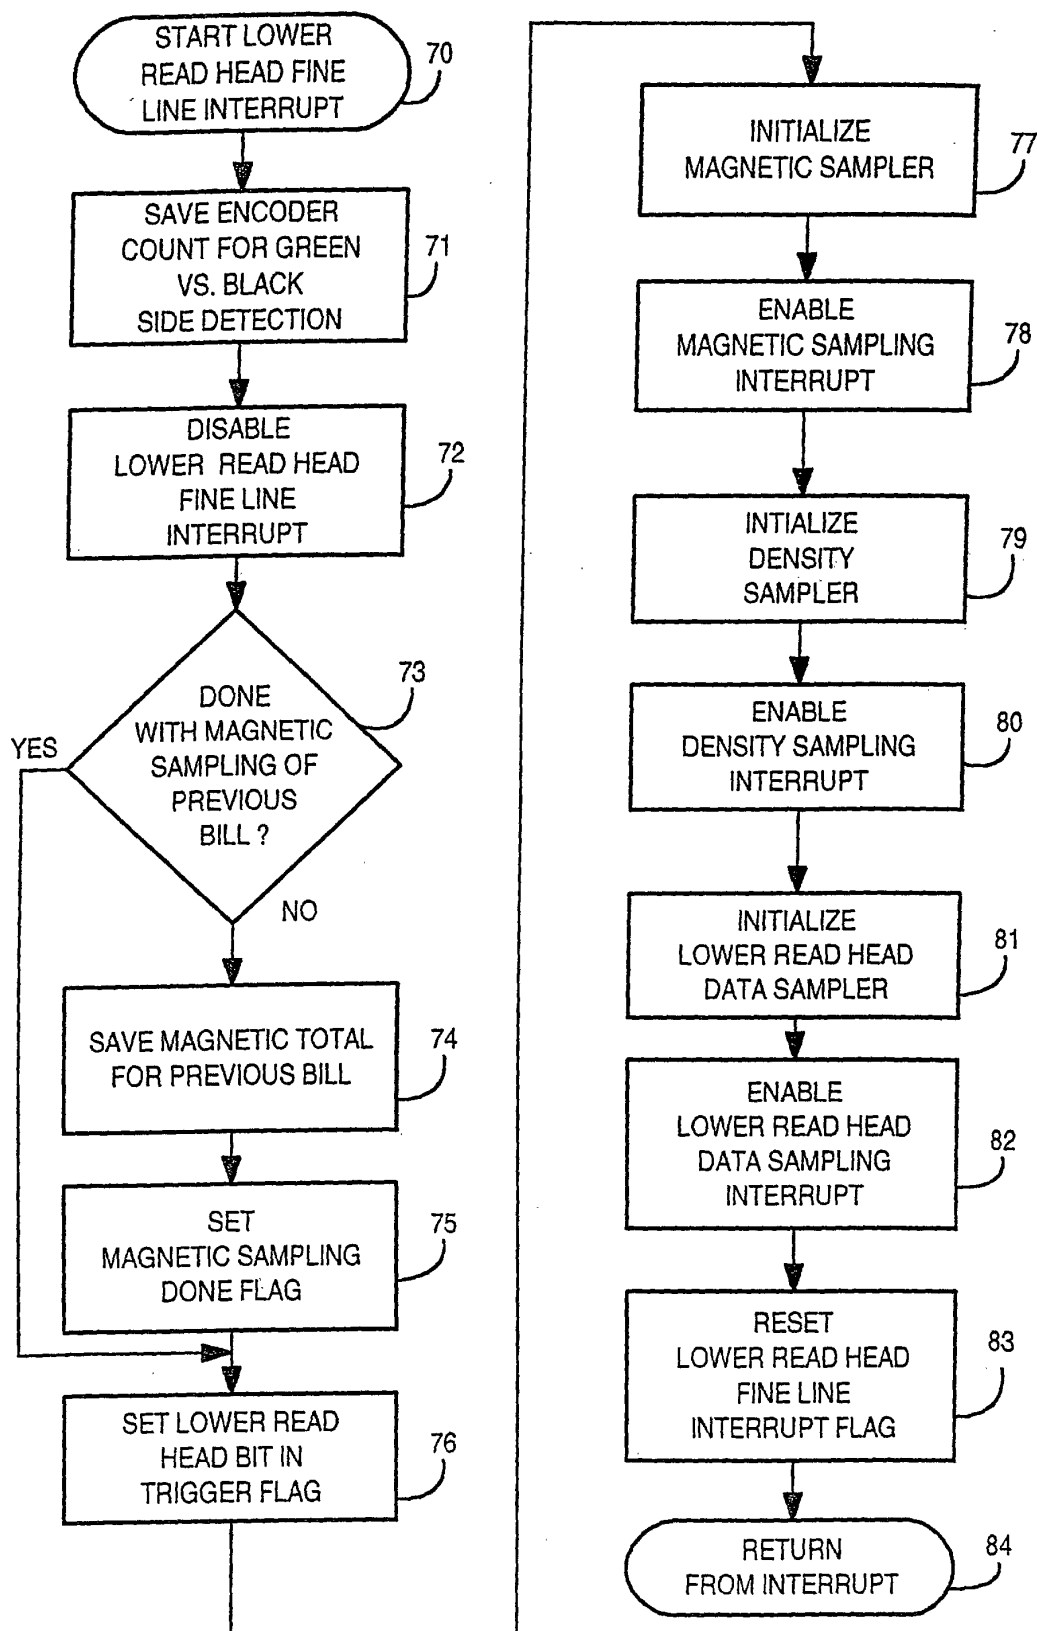 START LOWER
READ HEAD FINE
LINE INTERRUPT
70
SAVE ENCODER
COUNT FOR GREEN
VS. BLACK
SIDE DETECTION
71
DISABLE
LOWER READ HEAD
FINE LINE
INTERRUPT
72
DONE
WITH MAGNETIC
SAMPLING OF
PREVIOUS
BILL ?
73
YES
NO
SAVE MAGNETIC TOTAL
FOR PREVIOUS BILL
74
SET
MAGNETIC SAMPLING
DONE FLAG
75
SET LOWER READ
HEAD BIT IN
TRIGGER FLAG
76
INITIALIZE
MAGNETIC SAMPLER
77
ENABLE
MAGNETIC SAMPLING
INTERRUPT
78
INTIALIZE
DENSITY
SAMPLER
79
ENABLE
DENSITY SAMPLING
INTERRUPT
80
INITIALIZE
LOWER READ HEAD
DATA SAMPLER
81
ENABLE
LOWER READ HEAD
DATA SAMPLING
INTERRUPT
82
RESET
LOWER READ HEAD
FINE LINE
INTERRUPT FLAG
83
RETURN
FROM INTERRUPT
84